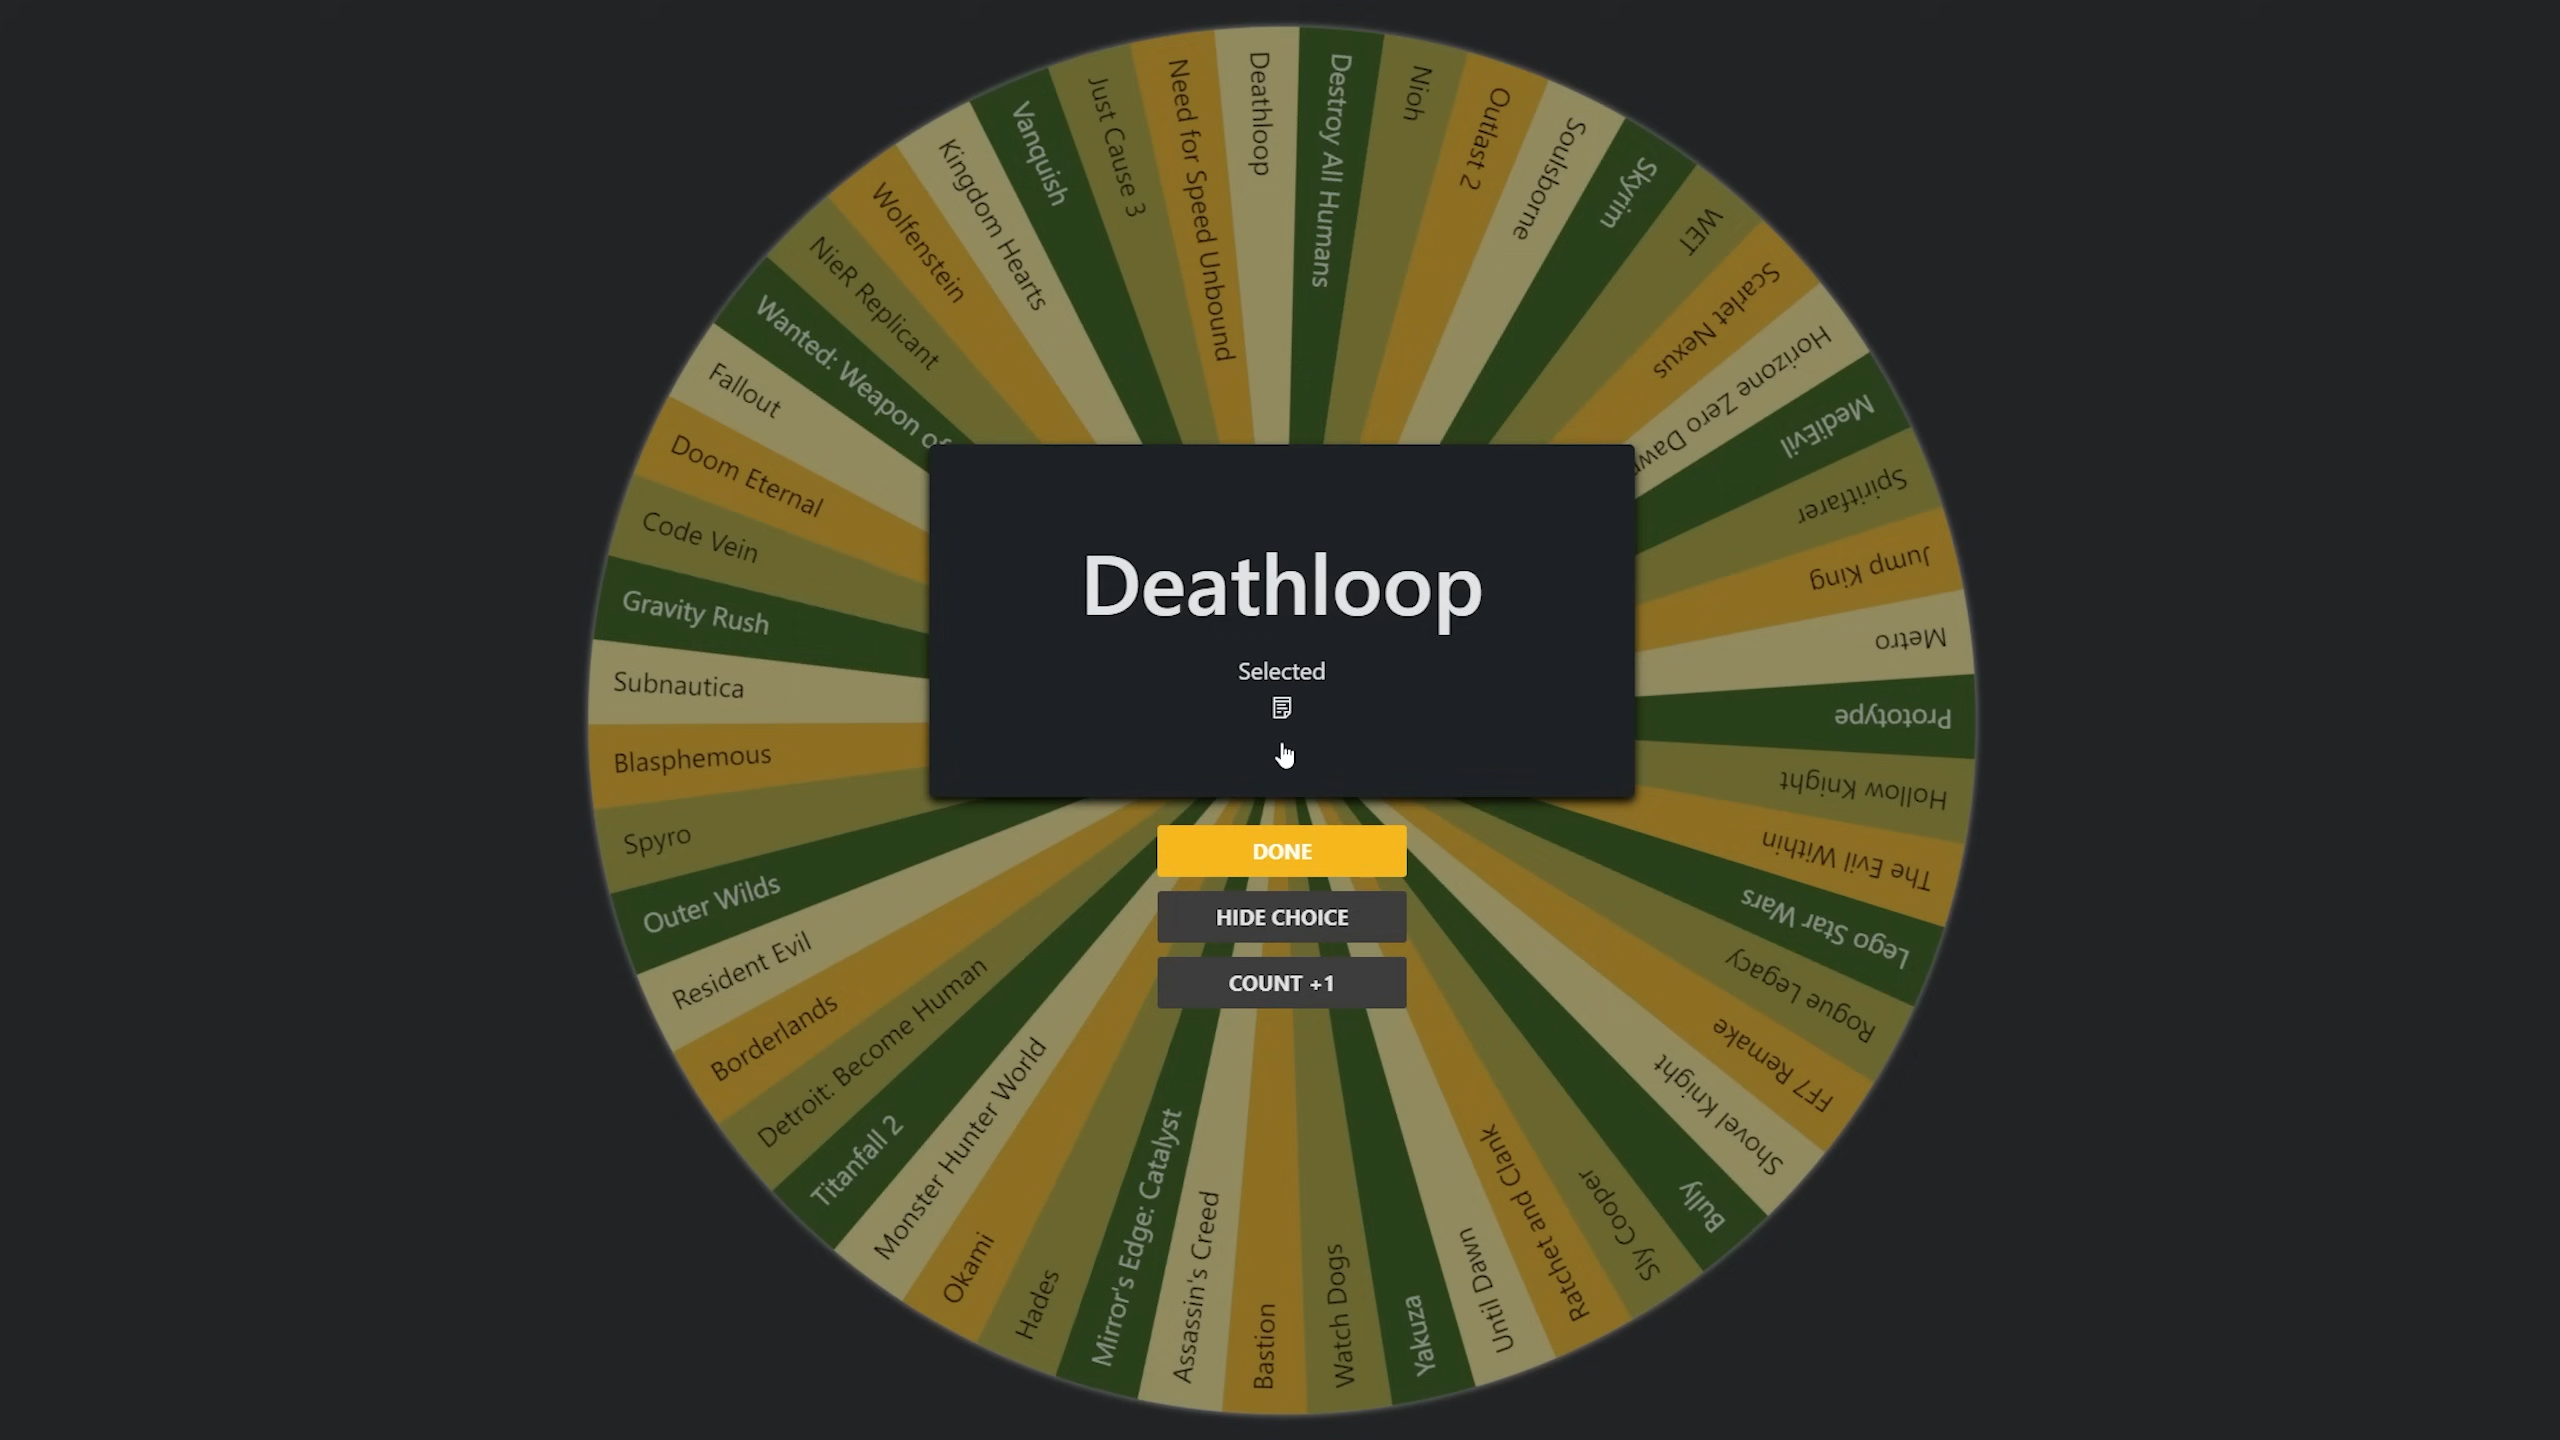 Deathloop
Destroy All Humans
Nioh
Outlast 2
Soulsborne
Skyrim
WET
Scarlet Nexus
Horizone Zero Dawn
MediEvil
Spiritfarer
Jump King
Metro
Prototype
Hollow Knight
The Evil Within
Lego Star Wars
Rogue Legacy
FF7 Remake
Shovel Knight
Bully
Sly Cooper
Ratchet and Clank
Until Dawn
Yakuza
Watch Dogs
Bastion
Assassin's Creed
Mirror's Edge: Catalyst
Hades
Okami
Monster Hunter World
Titanfall 2
Detroit: Become Human
Borderlands
Resident Evil
Outer Wilds
Spyro
Blasphemous
Subnautica
Gravity Rush
Code Vein
Doom Eternal
Fallout
Wanted: Weapon of
NieR Replicant
Wolfenstein
Kingdom Hearts
Vanquish
Just Cause 3
Need for Speed Unbound
Deathloop
Selected
DONE
HIDE CHOICE
COUNT +1